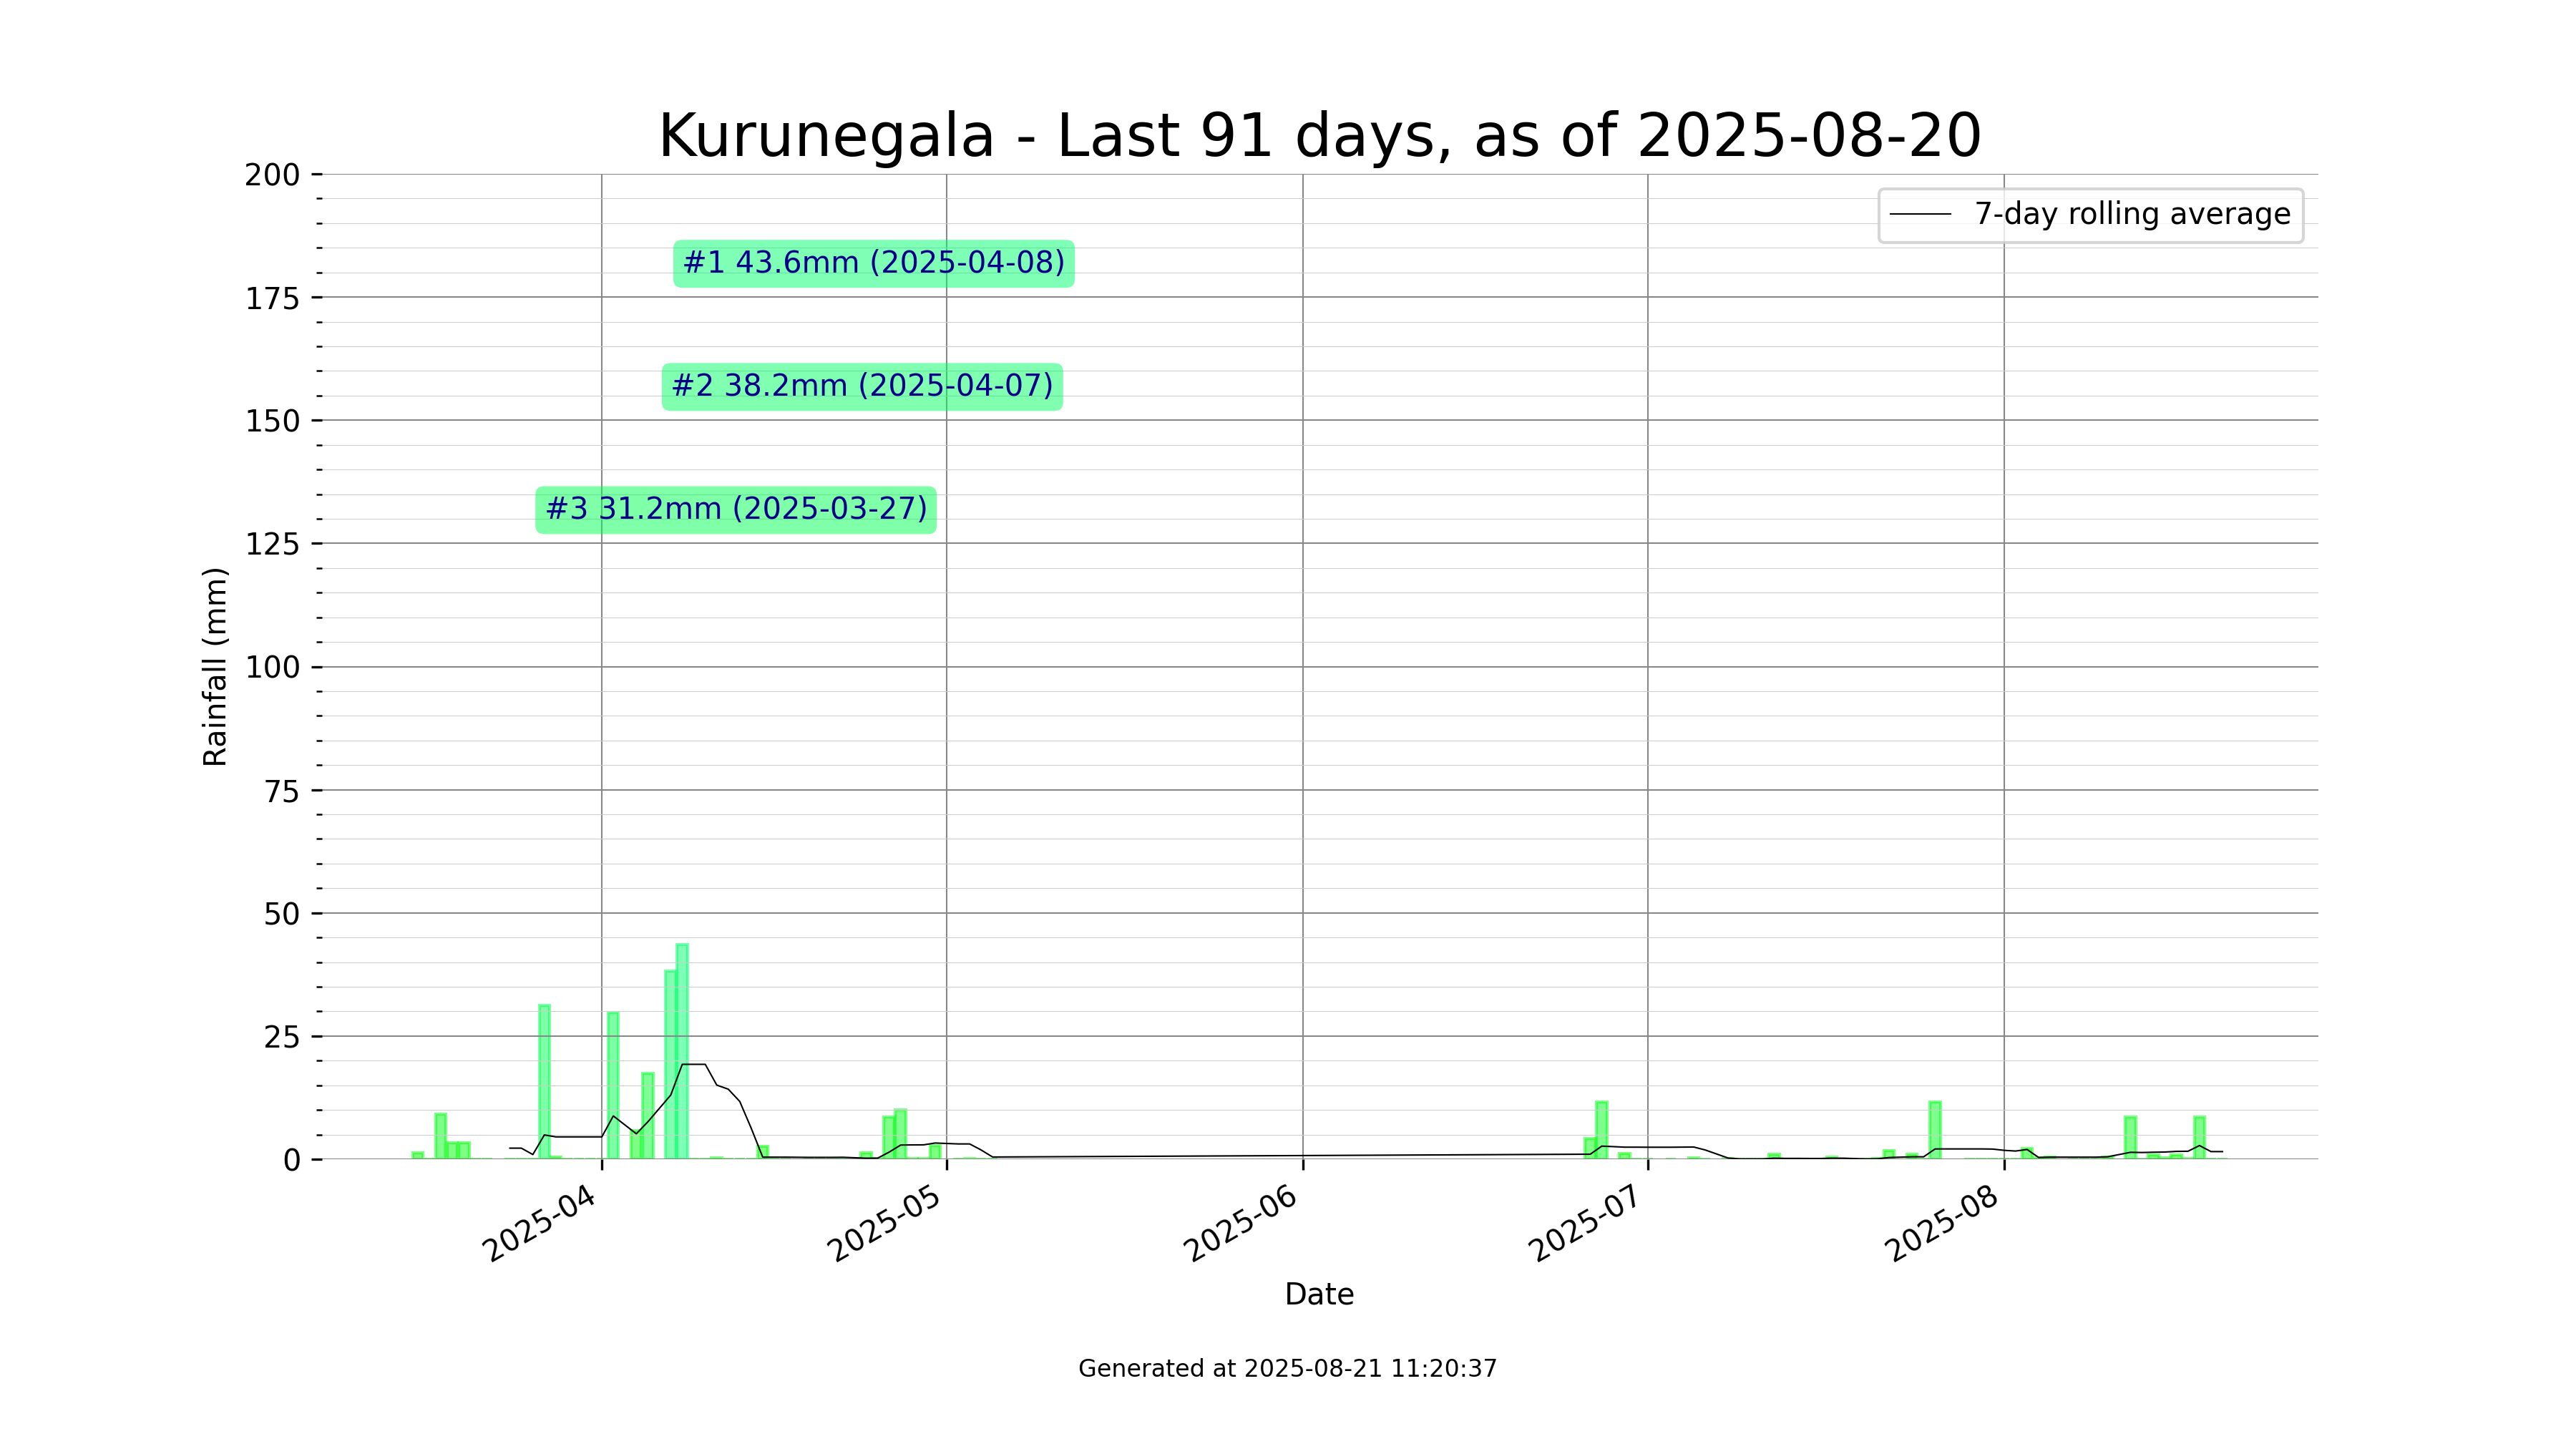 Kurunegala - Last 91 days, as of 2025-08-20
7-day rolling average
200
175
150
125
100
75
50
25
0
Rainfall (mm)
#1 43.6mm (2025-04-08)
#2 38.2mm (2025-04-07)
#3 31.2mm (2025-03-27)
2025-04
2025-05
2025-06
2025-07
2025-08
Date
Generated at 2025-08-21 11:20:37